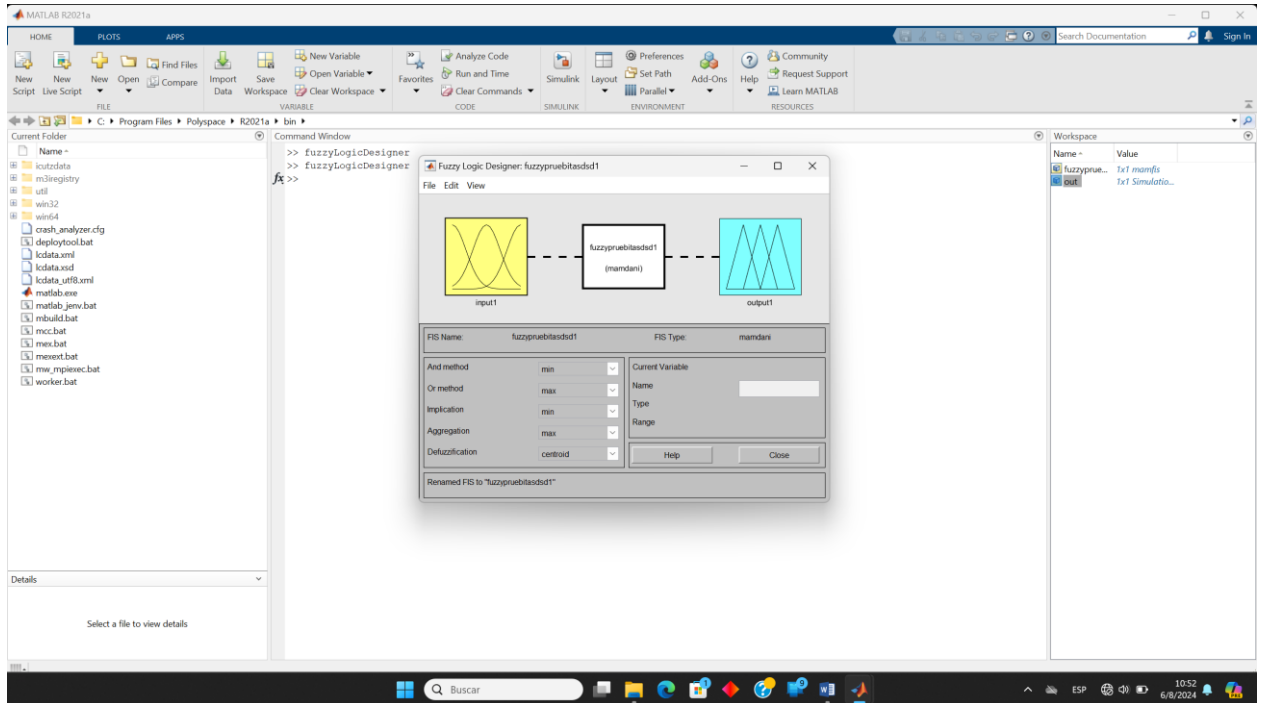 MATLAB R2021a
HOME PLOTS APPS Search Documentation Sign In
New Script
New Live Script
New
Open
Find Files
Compare
Import Data
Save Workspace
New Variable
Open Variable
Clear Workspace
Favorites
Analyze Code
Run and Time
Clear Commands
Simulink
Layout
Preferences
Set Path
Parallel
Add-Ons
Help
Community
Request Support
Learn MATLAB
FILE VARIABLE CODE SIMULINK ENVIRONMENT RESOURCES
C: Program Files Polyspace R2021a bin
Current Folder
Name
icutzdata
m3iregistry
util
win32
win64
crash_analyzer.cfg
deploytool.bat
lcdata.xml
lcdata.xsd
lcdata_utf8.xml
matlab.exe
matlab_jenv.bat
mbuild.bat
mcc.bat
mex.bat
mexext.bat
mw_mpiexec.bat
worker.bat
Details
Select a file to view details
Command Window
>> fuzzyLogicDesigner
>> fuzzyLogicDesigner
fx >>
Fuzzy Logic Designer: fuzzypruebitasdsd1
File Edit View
fuzzypruebitasdsd1
(mamdani)
input1
output1
FIS Name: fuzzypruebitasdsd1 FIS Type: mamdani
And method min
Or method max
Implication min
Aggregation max
Defuzzification centroid
Current Variable
Name
Type
Range
Help Close
Renamed FIS to "fuzzypruebitasdsd1"
Workspace
Name Value
fuzzyprue... 1x1 mamfis
out 1x1 Simulatio...
Buscar
1
9
ESP
10:52
6/8/2024